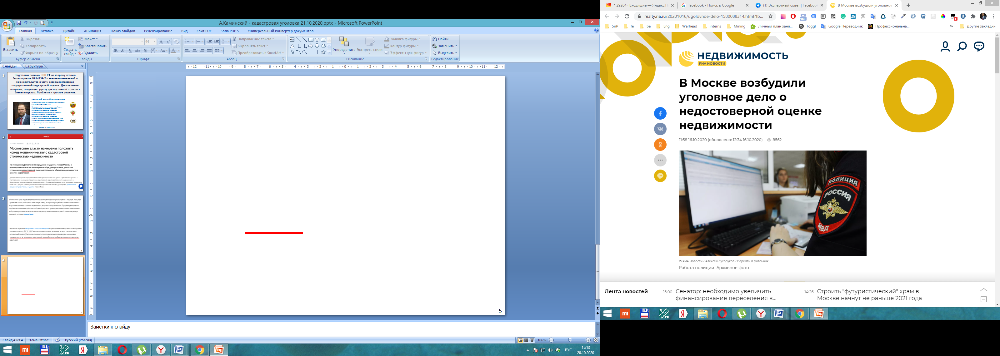 А.Каминский - кадастровая уголовка 21.10.2020.pptx - Microsoft PowerPoint
Главная Вставка Дизайн Анимация Показ слайдов Рецензирование Вид Foxit PDF Soda PDF 5 Универсальный конвертер документов
Вставить
Вырезать
Копировать
Формат по образцу
Буфер обмена
Создать слайд
Макет
Восстановить
Удалить
Слайды
44
Ж К Ч abc S AV Aa A
Шрифт
Направление текста
Выровнять текст
Преобразовать в SmartArt
Абзац
Упорядочить
Экспресс-стили
Заливка фигуры
Контур фигуры
Эффекты для фигур
Рисование
Найти
Заменить
Выделить
Редактирование
Слайды Структура
1
Подготовка позиции ТПП РФ ко второму чтению
Законопроекта N814739-7 о внесении изменений в
законодательство в части совершенствования
государственной кадастровой оценки. Две ключевые
поправки, создающие угрозу для оценочной отрасли и
бизнеса в целом. Проблема и простое решение.
Каминский Алексей Владимирович
2
Московские власти намерены положить
конец мошенничеству с кадастровой
стоимостью недвижимости
По обращению Департамента городского имущества города Москвы в
правоохранительные органы впервые возбуждено уголовное дело из-за
установления недостоверной рыночной стоимости объектов недвижимости в
качестве кадастровой.
3
4
5
Заметки к слайду
Слайд 4 из 4 "Тема Office" Русский (Россия) 106%
РУС 15:13
20.10.2020
* 29264 · Входящие — Яндекс.П
facebook - Поиск в Google
(1) Экспертный совет | Facebook
В Москве возбудили уголовное
realty.ria.ru/20201016/ugolovnoe-delo-1580088314.html?fb...
9K+
SnP fe be Eng Warhead interns Mining Личный план заня... Toggl Google Переводчик Профессиональна... » Другие закладки
НЕДВИЖИМОСТЬ
РИА НОВОСТИ
В Москве возбудили
уголовное дело о
недостоверной оценке
недвижимости
11:58 16.10.2020 (обновлено: 12:34 16.10.2020) 8562
ПОЛИЦИЯ
РОССИЯ
МВД
© РИА Новости / Алексей Сухоруков / Перейти в фотобанк
Работа полиции. Архивное фото
Лента новостей
15:00 Сенатор: необходимо увеличить
финансирование переселения в...
14:26 Строить "футуристический" храм в
Москве начнут не раньше 2021 года